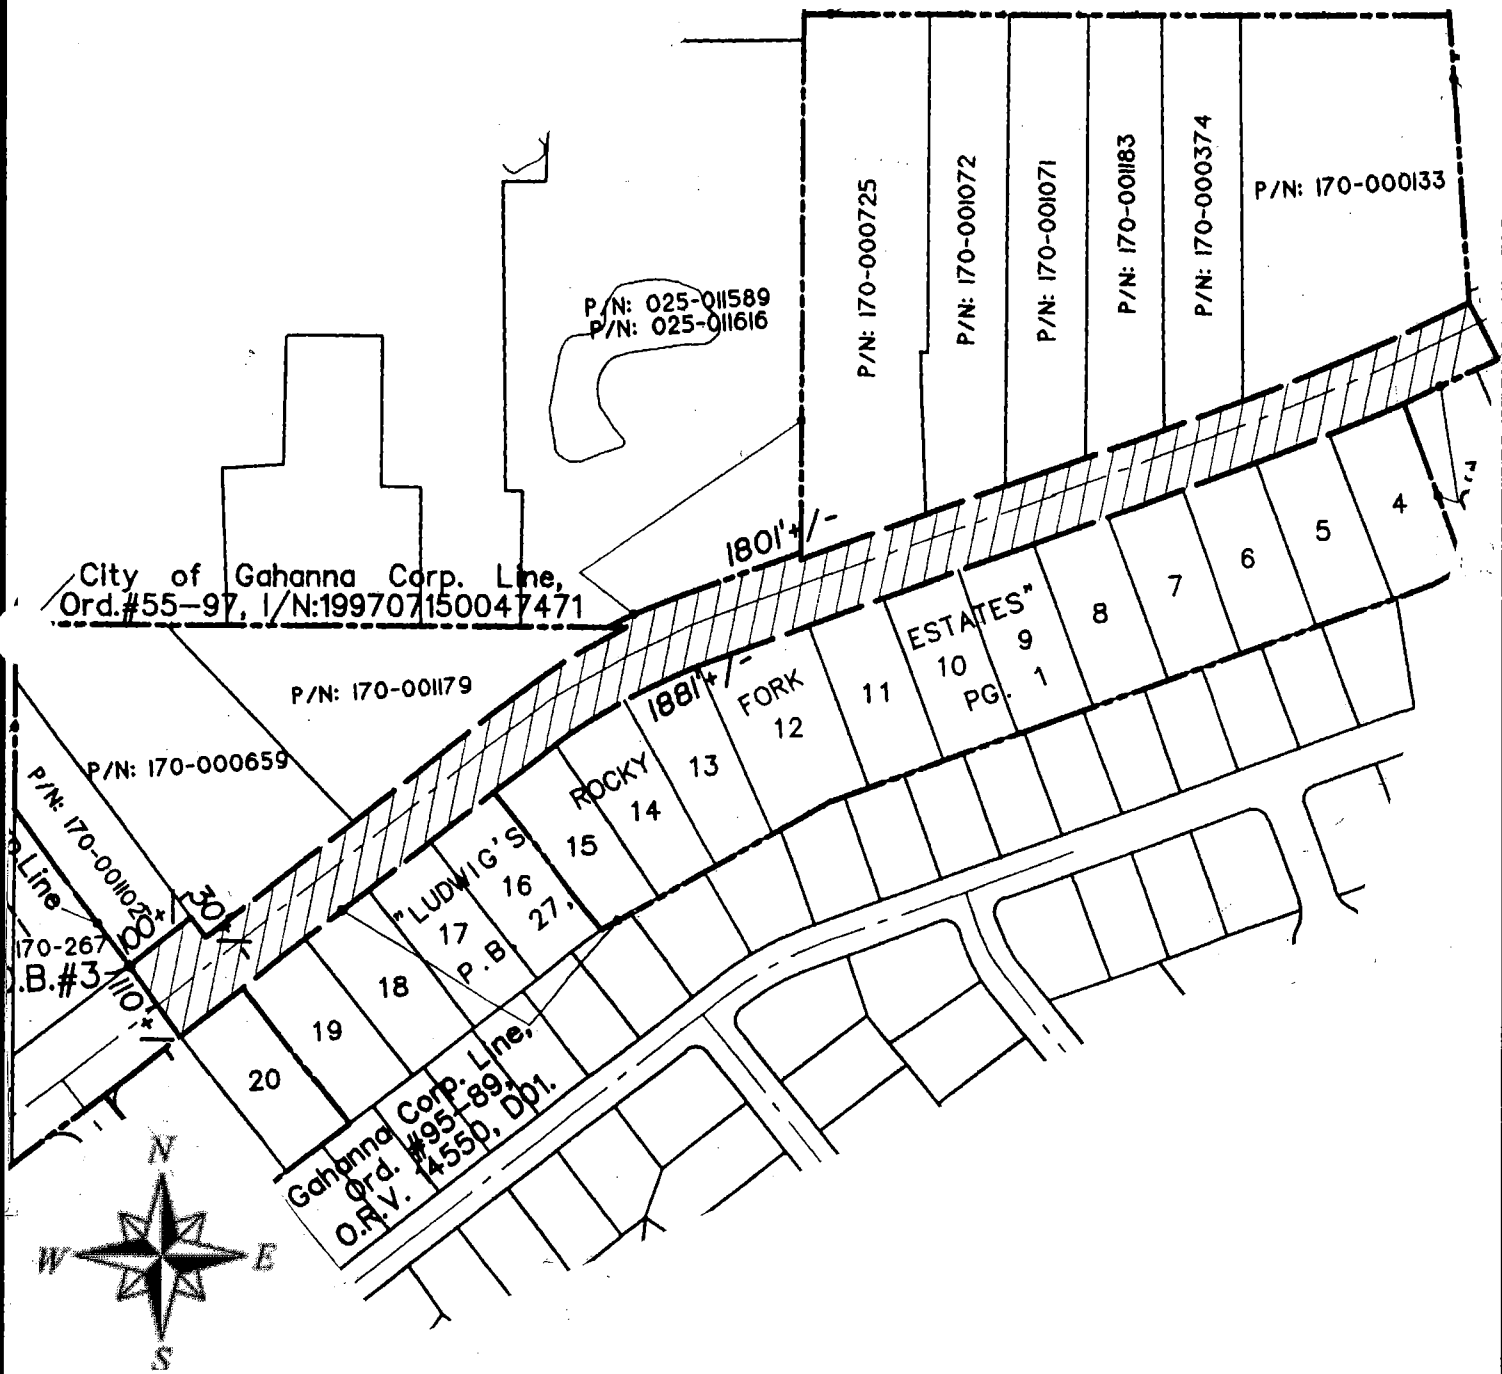 P/N: 170-000725
P/N: 170-001072
P/N: 170-001071
P/N: 170-001183
P/N: 170-000374
P/N: 170-000133
P/N: 025-011589
P/N: 025-011616
1801'+/-
City of Gahanna Corp. Line,
Ord.#55-97, I/N:199707150047471
P/N: 170-001179
1881'+/-
P/N: 170-000659
P/N: 170-001102
Line
170-267
.B.#3
100'±
30'±
110'±
"LUDWIG'S
ROCKY
FORK
ESTATES"
P.B. 27,
PG. 1
4
5
6
7
8
9
10
11
12
13
14
15
16
17
18
19
20
Gahanna Corp. Line,
Ord. #95-89,
O.R.V. 14550, D01.
N
W
E
S